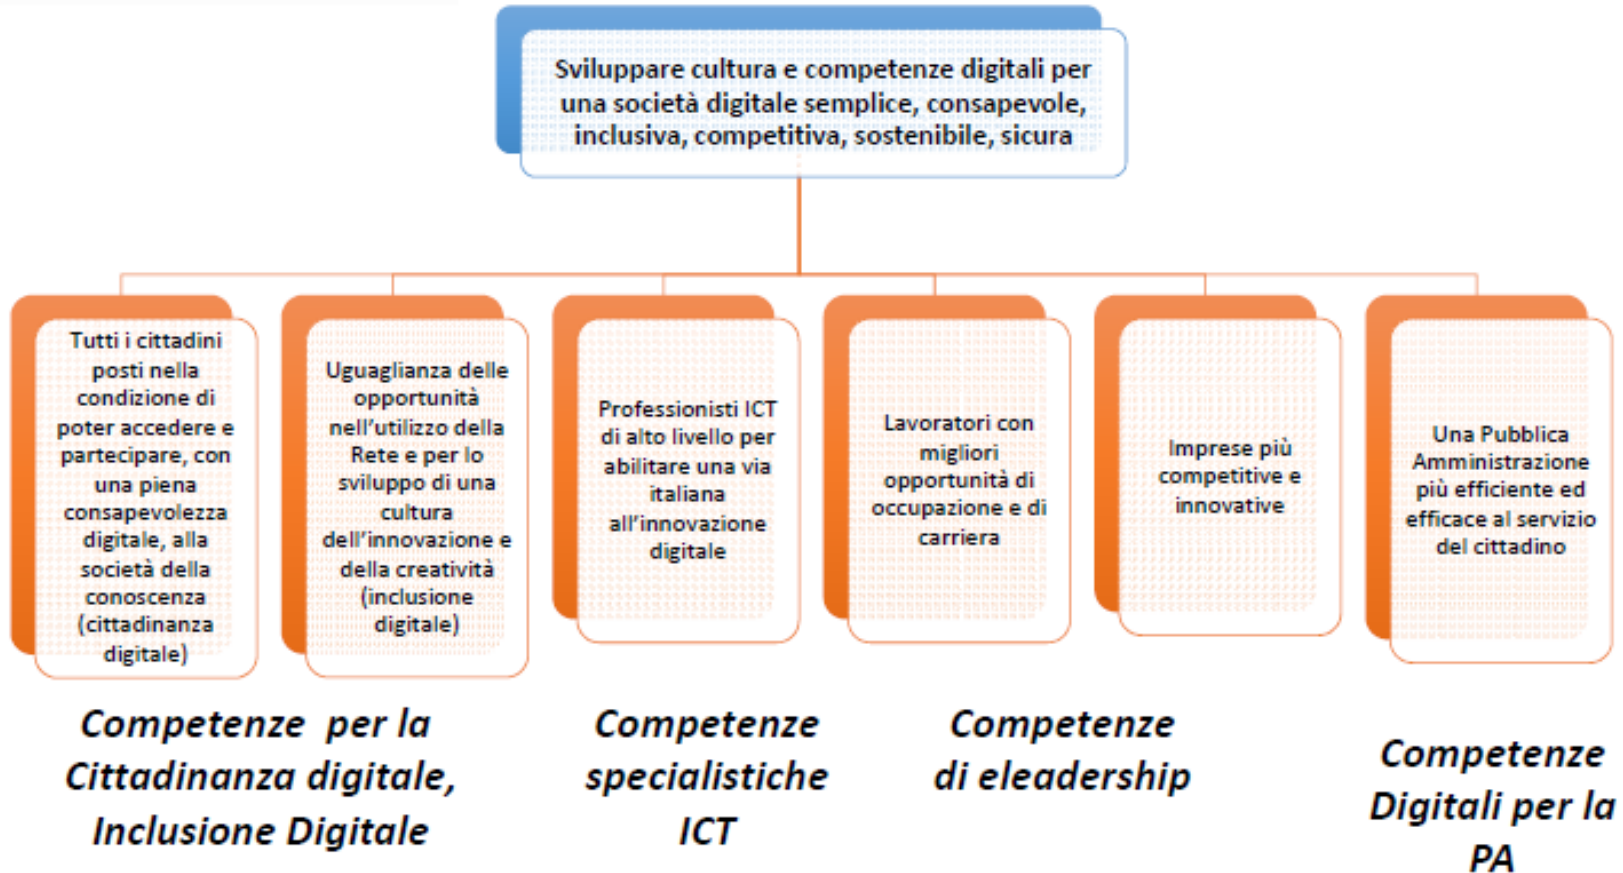 Sviluppare cultura e competenze digitali per
una società digitale semplice, consapevole,
inclusiva, competitiva, sostenibile, sicura
Tutti i cittadini
posti nella
condizione di
poter accedere e
partecipare, con
una piena
consapevolezza
digitale, alla
società della
conoscenza
(cittadinanza
digitale)
Uguaglianza delle
opportunità
nell'utilizzo della
Rete e per lo
sviluppo di una
cultura
dell'innovazione e
della creatività
(inclusione
digitale)
Professionisti ICT
di alto livello per
abilitare una via
italiana
all'innovazione
digitale
Lavoratori con
migliori
opportunità di
occupazione e di
carriera
Imprese più
competitive e
innovative
Una Pubblica
Amministrazione
più efficiente ed
efficace al servizio
del cittadino
Competenze per la
Cittadinanza digitale,
Inclusione Digitale
Competenze
specialistiche
ICT
Competenze
di eleadership
Competenze
Digitali per la
PA